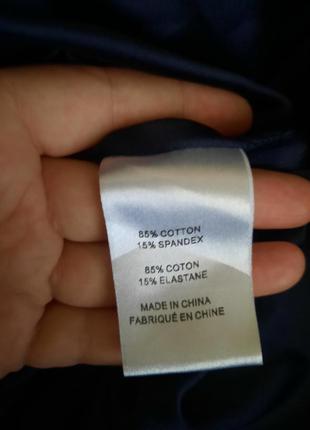 85% COTTON
15% SPANDEX
85% COTON
15% ELASTANE
MADE IN CHINA
FABRIQUÉ EN CHINE